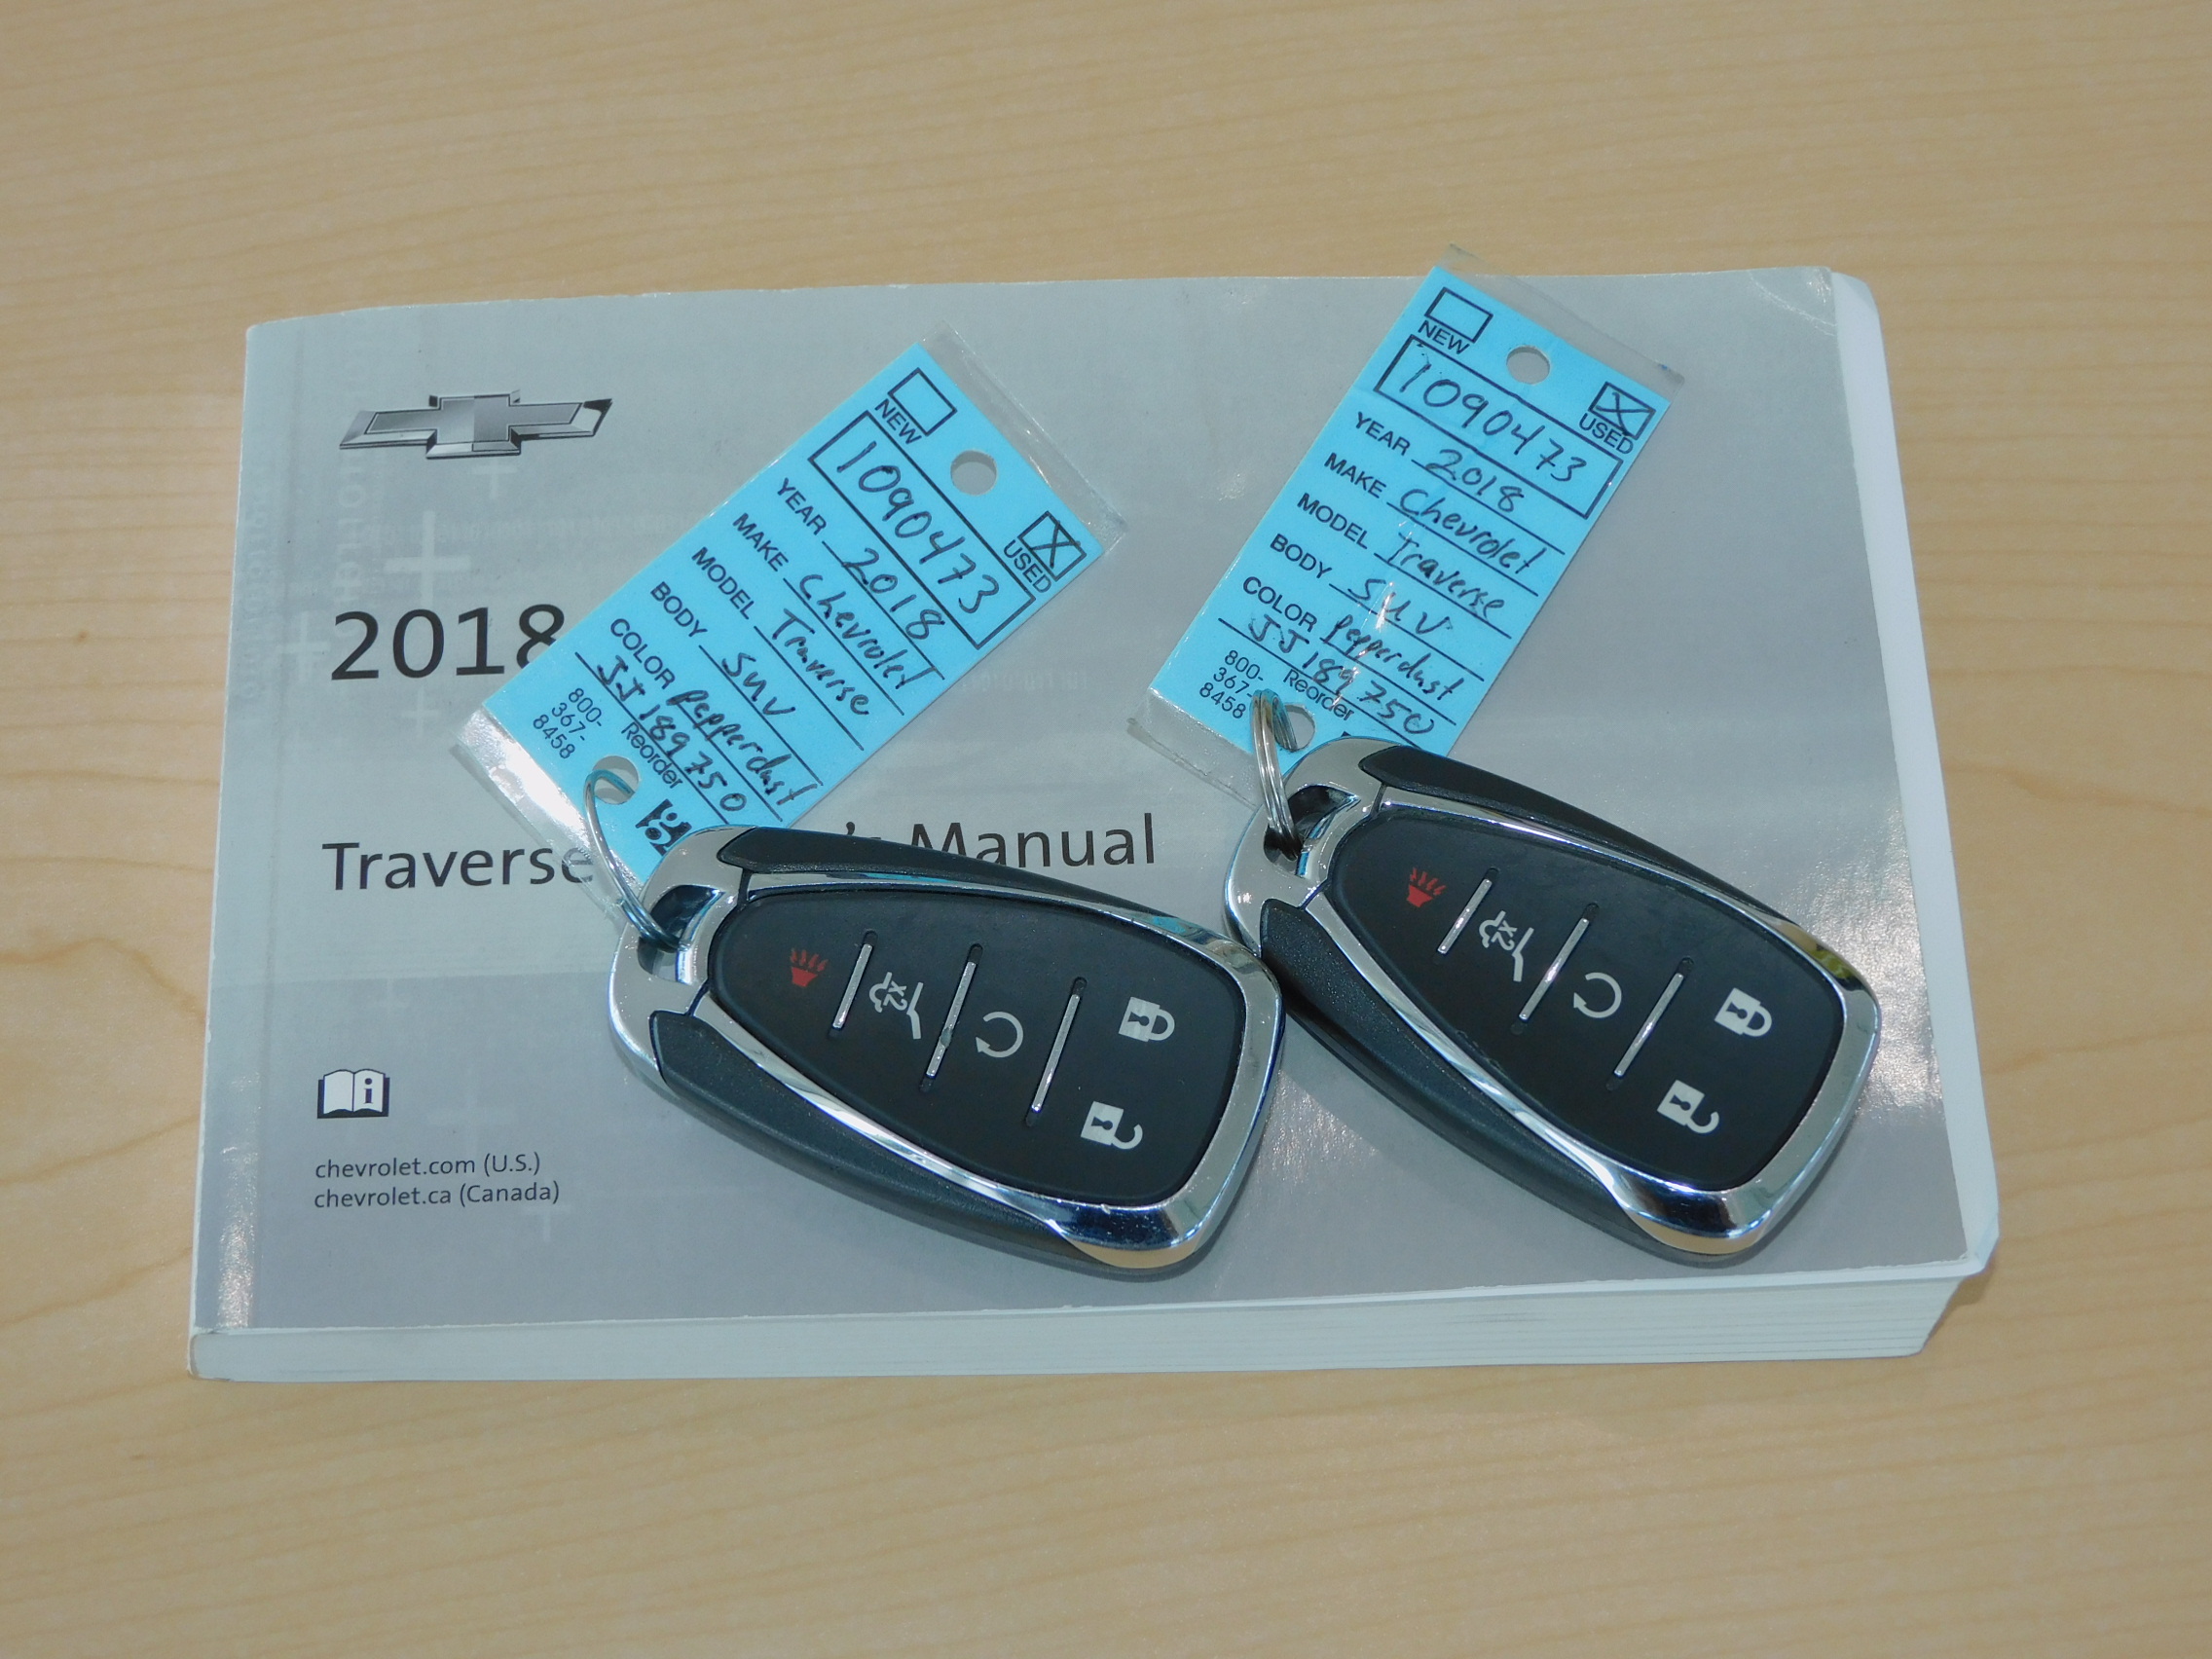 2018
Traverse Manual
chevrolet.com (U.S.)
chevrolet.ca (Canada)
NEW
USED
1090473
YEAR 2018
MAKE Chevrolet
MODEL Traverse
BODY SUV
COLOR Pepperdust
JJ189750
800-
367-
8458
Reorder
NEW
USED
1090473
YEAR 2018
MAKE Chevrolet
MODEL Traverse
BODY SUV
COLOR Pepperdust
JJ189750
800-
367-
8458
Reorder
X2
X2